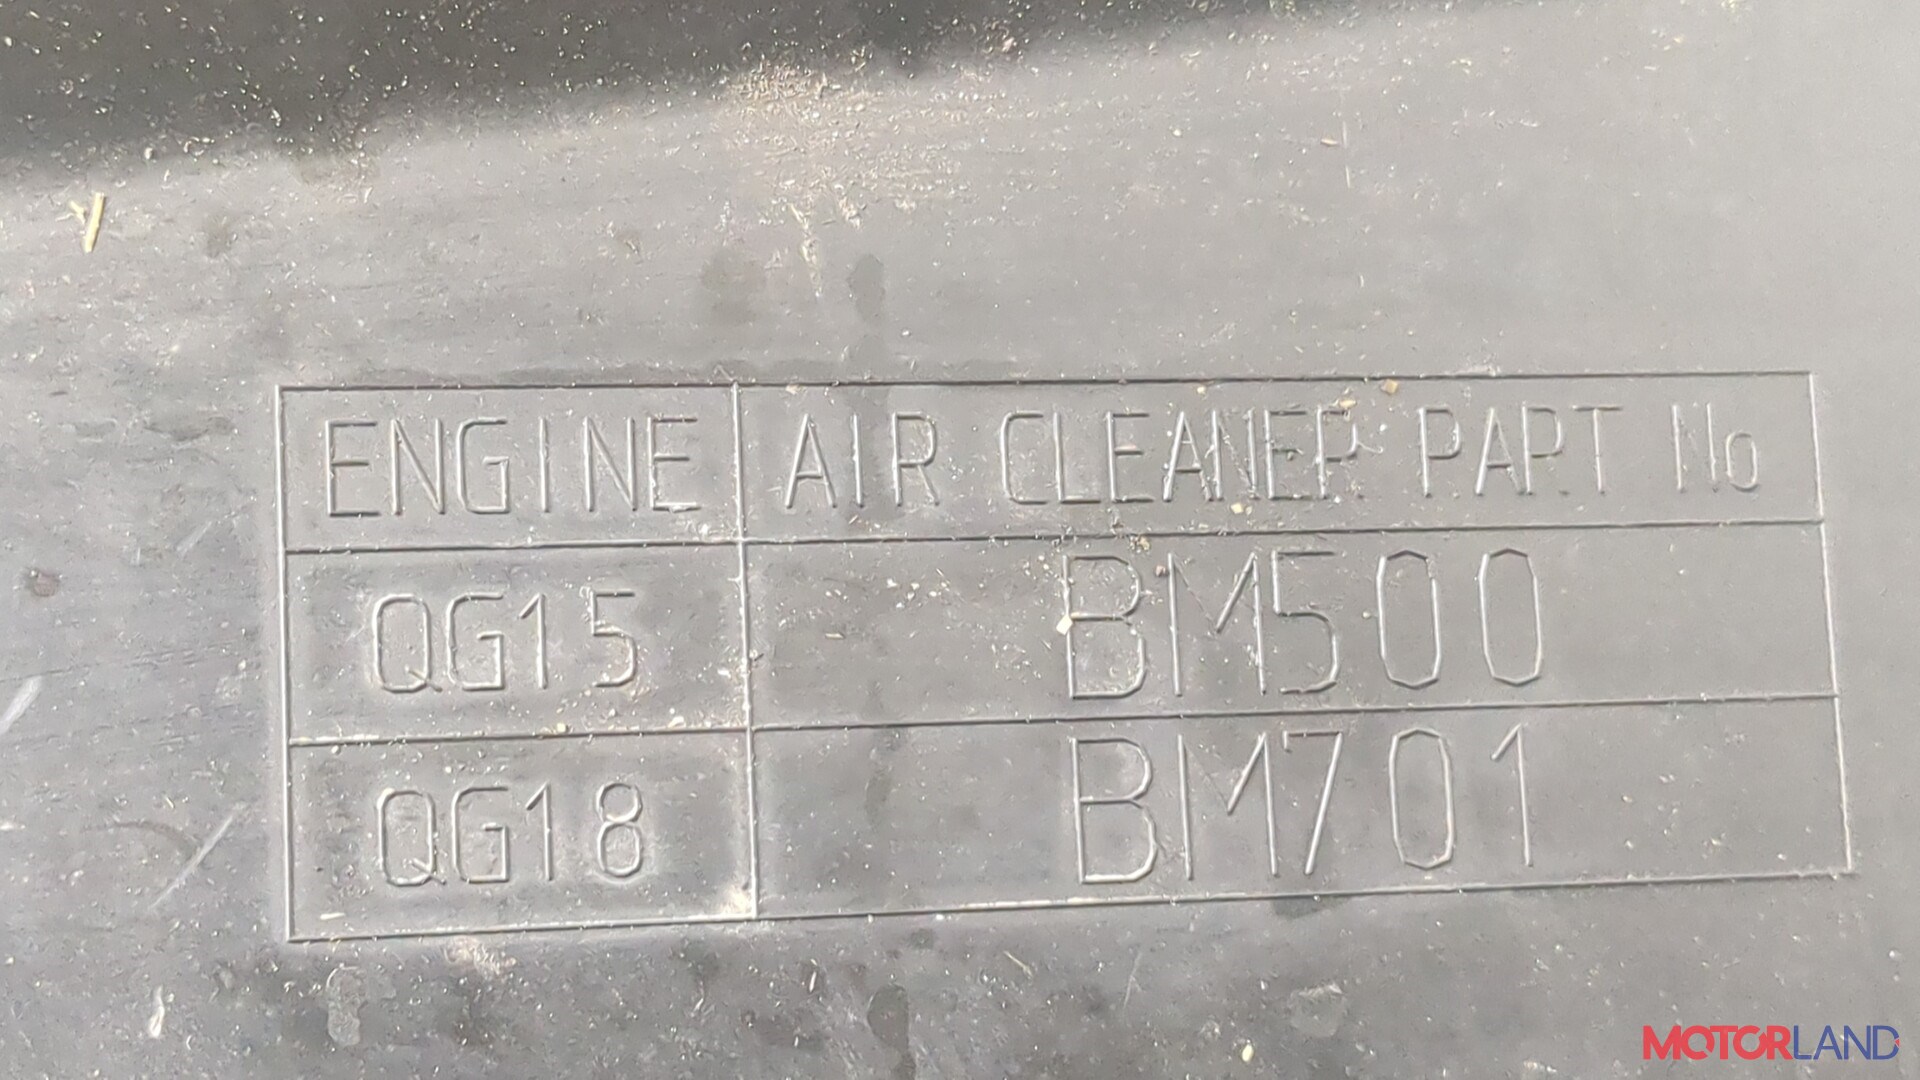 ENGINE AIR CLEANER PART No
QG15 BM500
QG18 BM701
MOTORLAND